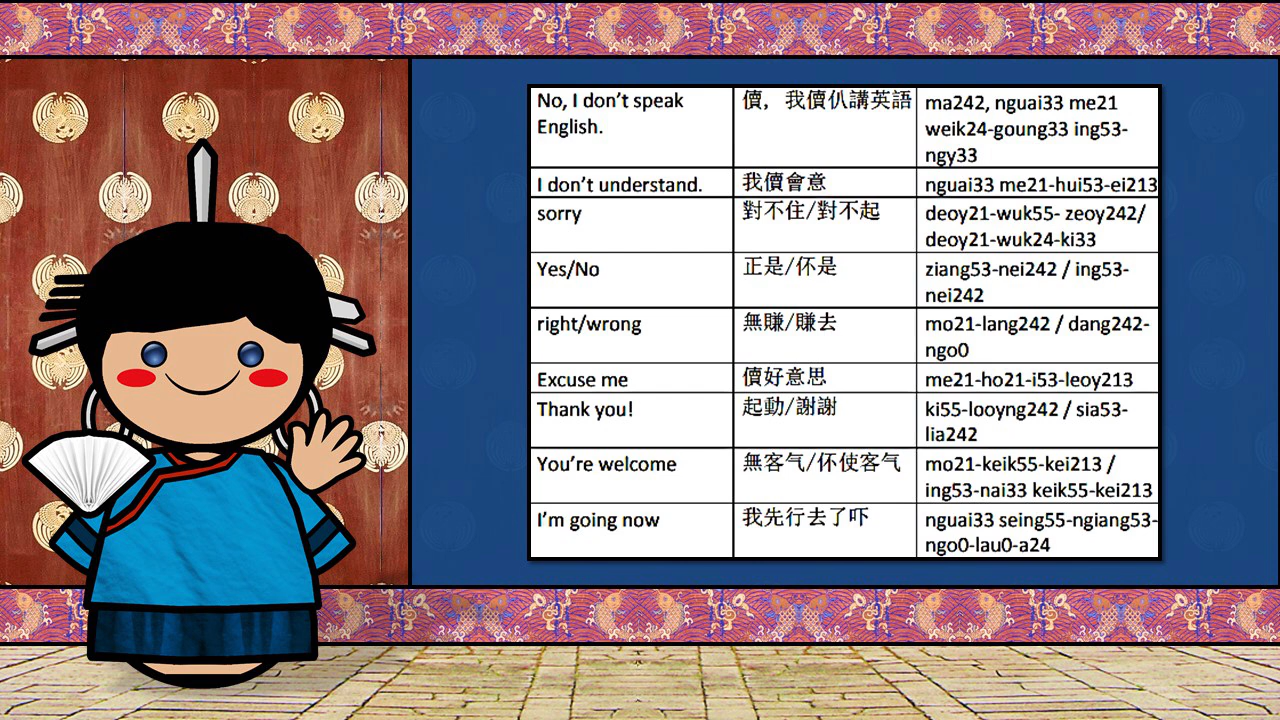 No, I don't speak
English.
儥，我儥仈講英語
ma242, nguai33 me21
weik24-goung33 ing53-
ngy33
I don't understand.
我儥會意
nguai33 me21-hui53-ei213
sorry
對不住/對不起
deoy21-wuk55- zeoy242/
deoy21-wuk24-ki33
Yes/No
正是/伓是
ziang53-nei242 / ing53-
nei242
right/wrong
無賺/賺去
mo21-lang242 / dang242-
ngo0
Excuse me
儥好意思
me21-ho21-i53-leoy213
Thank you!
起動/謝謝
ki55-looyng242 / sia53-
lia242
You're welcome
無客气/伓使客气
mo21-keik55-kei213 /
ing53-nai33 keik55-kei213
I'm going now
我先行去了吓
nguai33 seing55-ngiang53-
ngo0-lau0-a24